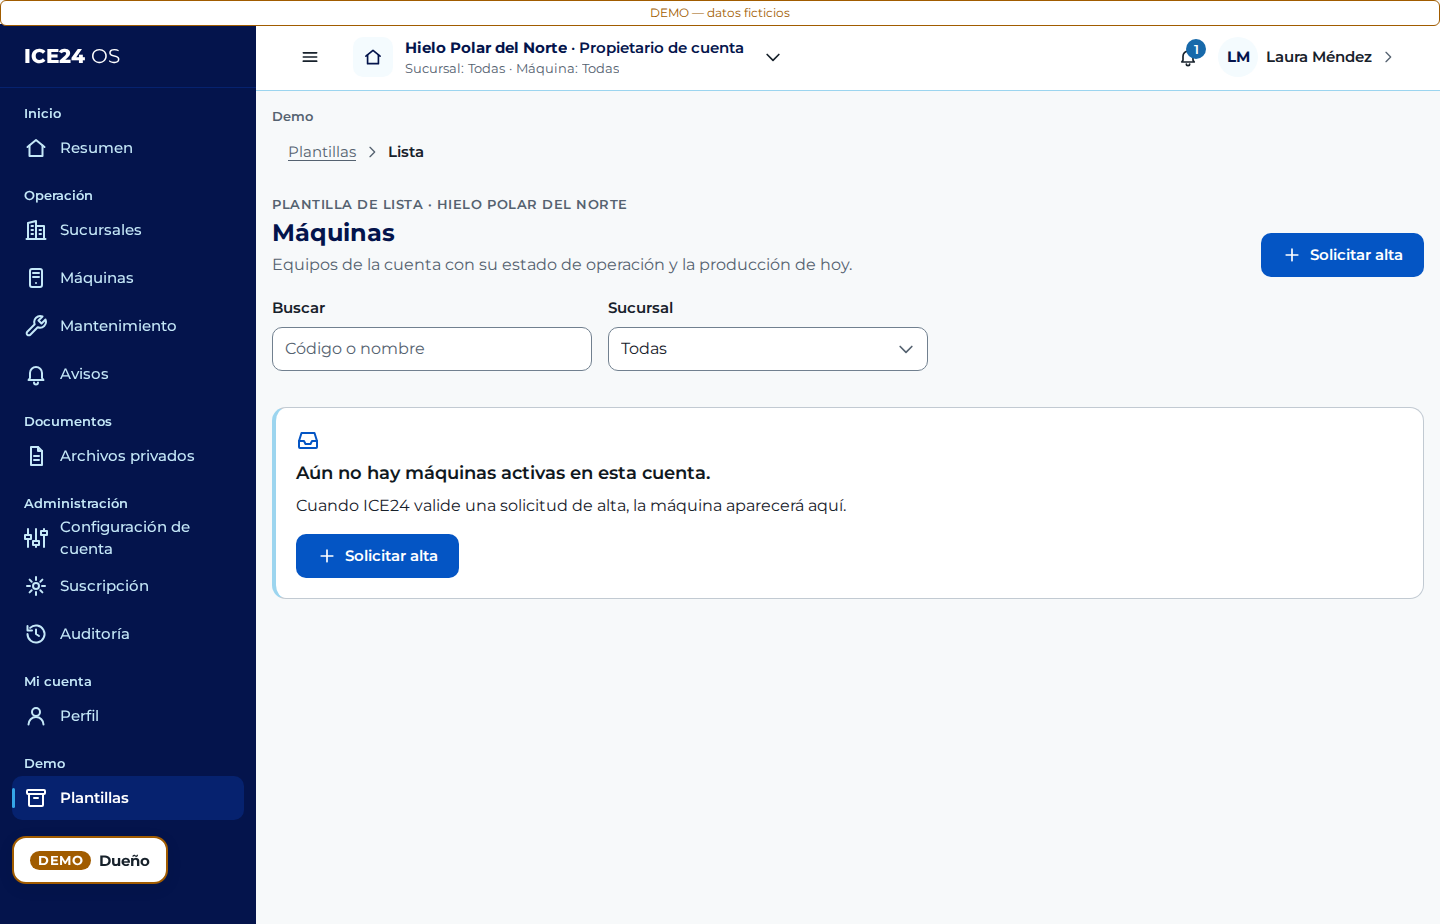 DEMO — datos ficticios
ICE24 OS
Inicio
Resumen
Operación
Sucursales
Máquinas
Mantenimiento
Avisos
Documentos
Archivos privados
Administración
Configuración de
cuenta
Suscripción
Auditoría
Mi cuenta
Perfil
Demo
Plantillas
DEMO Dueño
Hielo Polar del Norte · Propietario de cuenta
Sucursal: Todas · Máquina: Todas
1
LM Laura Méndez
Demo
Plantillas Lista
PLANTILLA DE LISTA · HIELO POLAR DEL NORTE
Máquinas
Equipos de la cuenta con su estado de operación y la producción de hoy.
Solicitar alta
Buscar
Código o nombre
Sucursal
Todas
Aún no hay máquinas activas en esta cuenta.
Cuando ICE24 valide una solicitud de alta, la máquina aparecerá aquí.
Solicitar alta